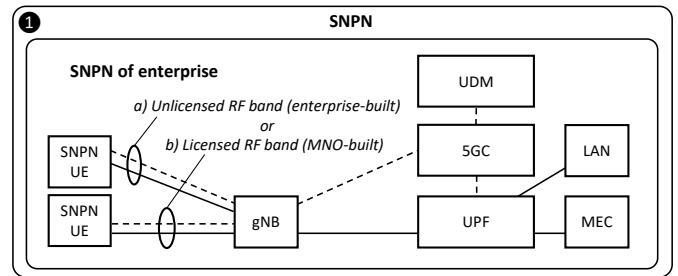 1
SNPN
SNPN of enterprise
a) Unlicensed RF band (enterprise-built)
or
b) Licensed RF band (MNO-built)
UDM
5GC
LAN
SNPN
UE
SNPN
UE
gNB
UPF
MEC